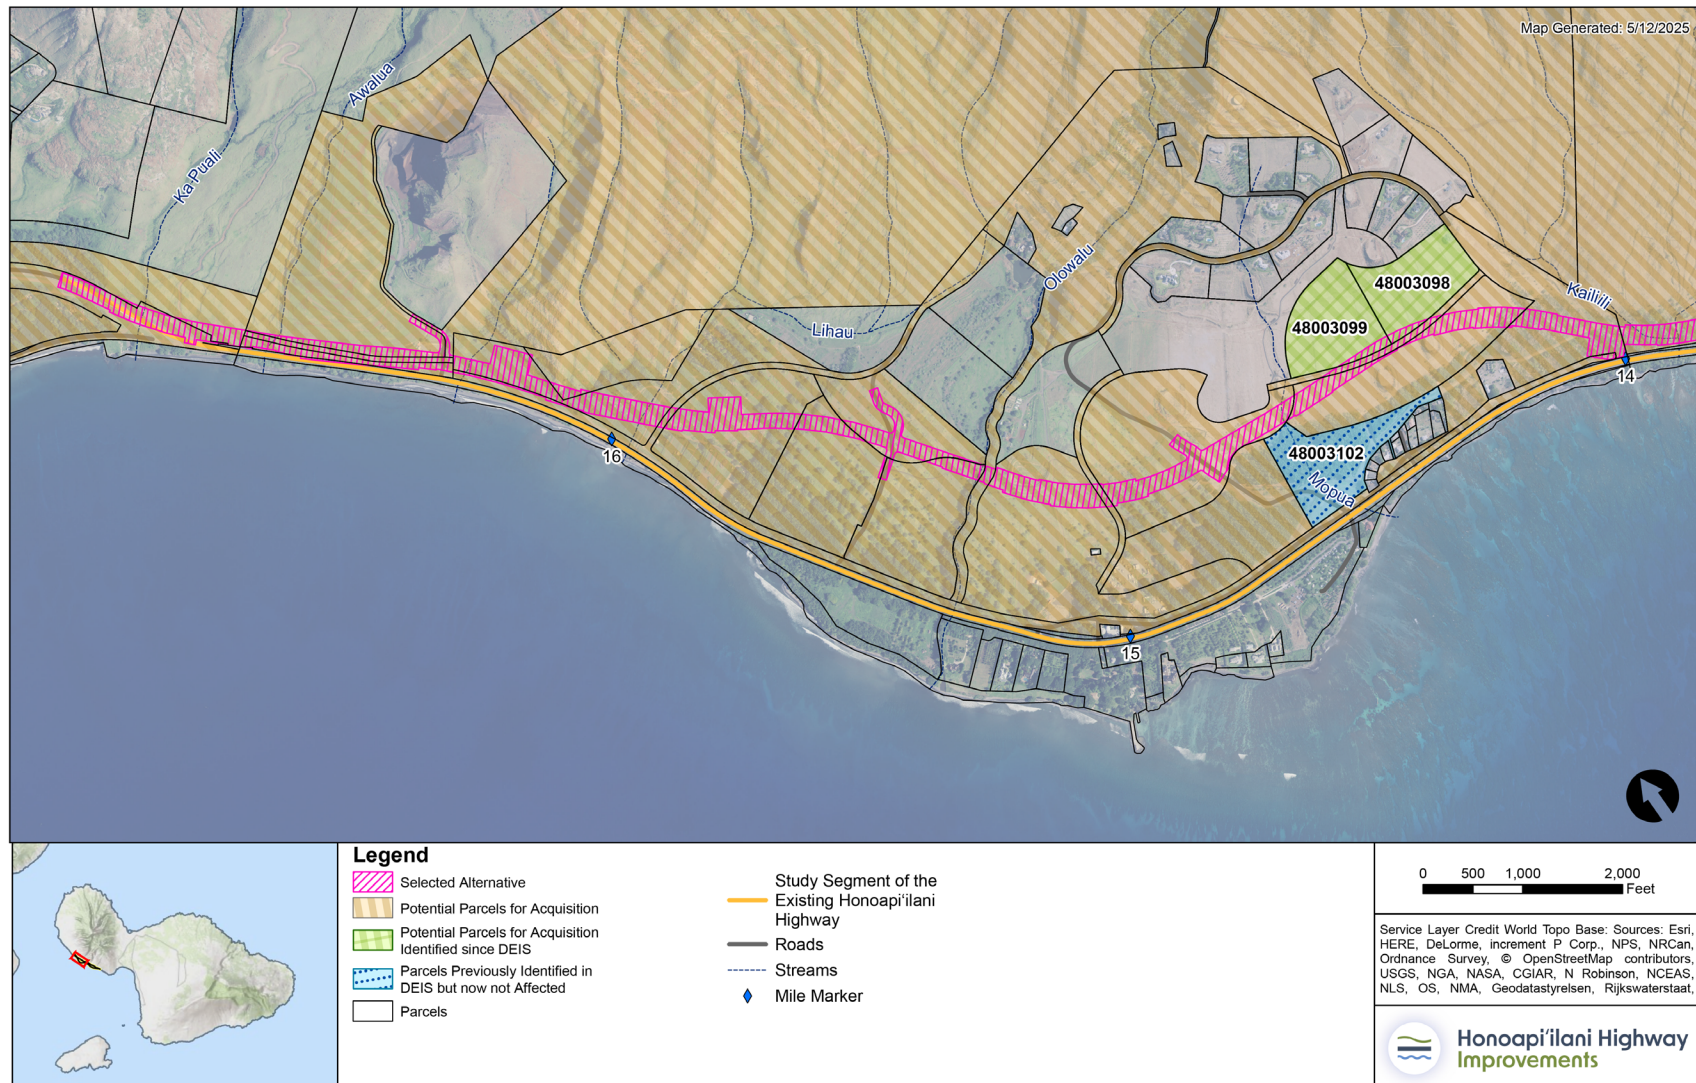 Map Generated: 5/12/2025
Awalua
Ka Puali
Olowalu
Lihau
Kailiili
48003098
48003099
48003102
Mopua
14
16
15
Legend
Selected Alternative
Potential Parcels for Acquisition
Potential Parcels for Acquisition
Identified since DEIS
Parcels Previously Identified in
DEIS but now not Affected
Parcels
Study Segment of the
Existing Honoapiʻilani
Highway
Roads
Streams
Mile Marker
0 500 1,000 2,000
Feet
Service Layer Credit World Topo Base: Sources: Esri,
HERE, DeLorme, increment P Corp., NPS, NRCan,
Ordnance Survey, © OpenStreetMap contributors,
USGS, NGA, NASA, CGIAR, N Robinson, NCEAS,
NLS, OS, NMA, Geodatastyrelsen, Rijkswaterstaat,
Honoapiʻilani Highway
Improvements